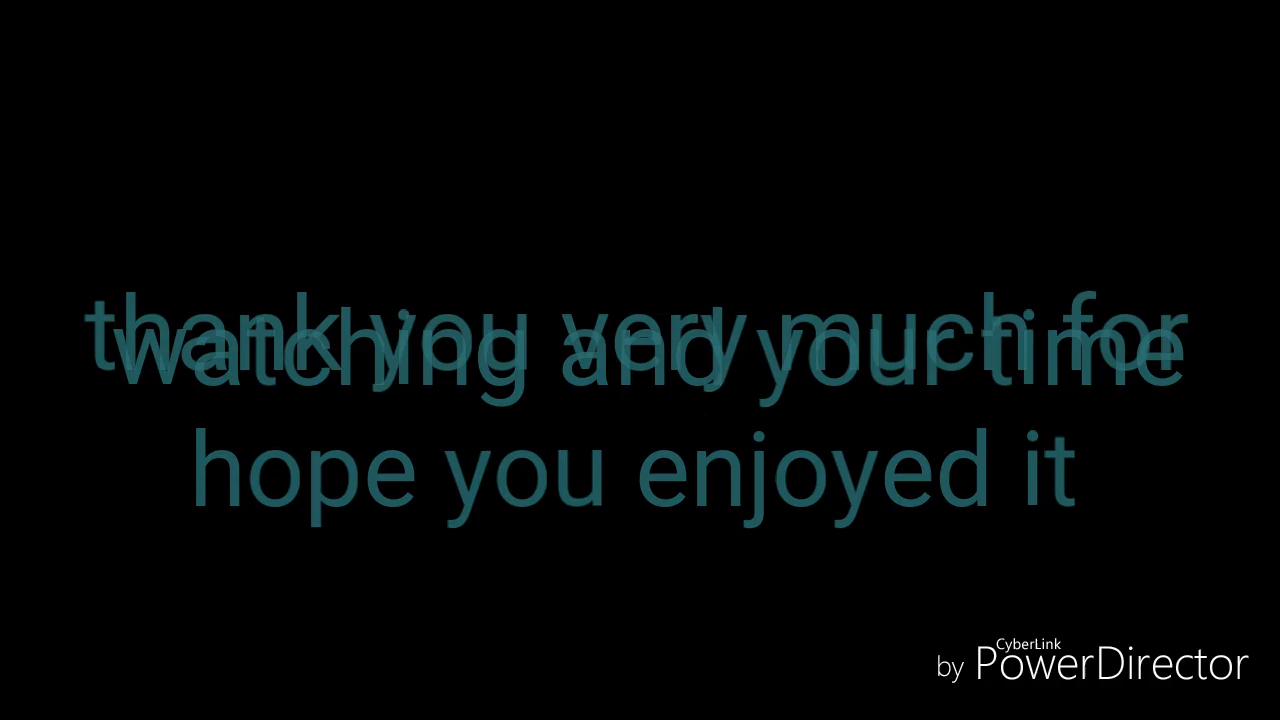 thank you very much for
watching and your time
hope you enjoyed it
by CyberLink PowerDirector